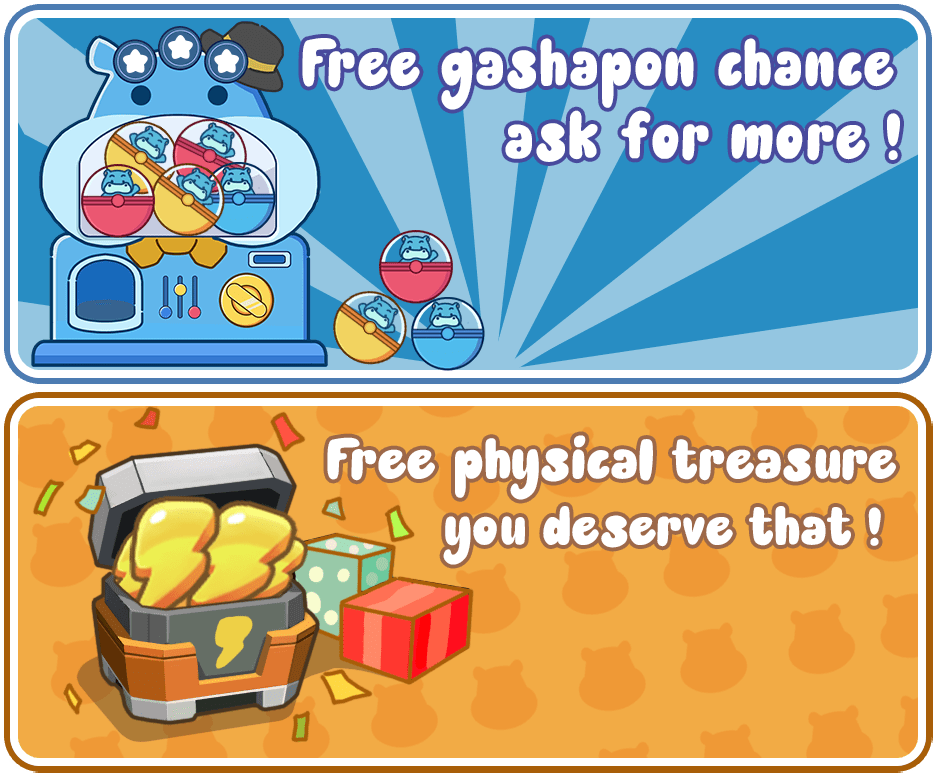 Free gashapon chance
ask for more !
Free physical treasure
you deserve that !